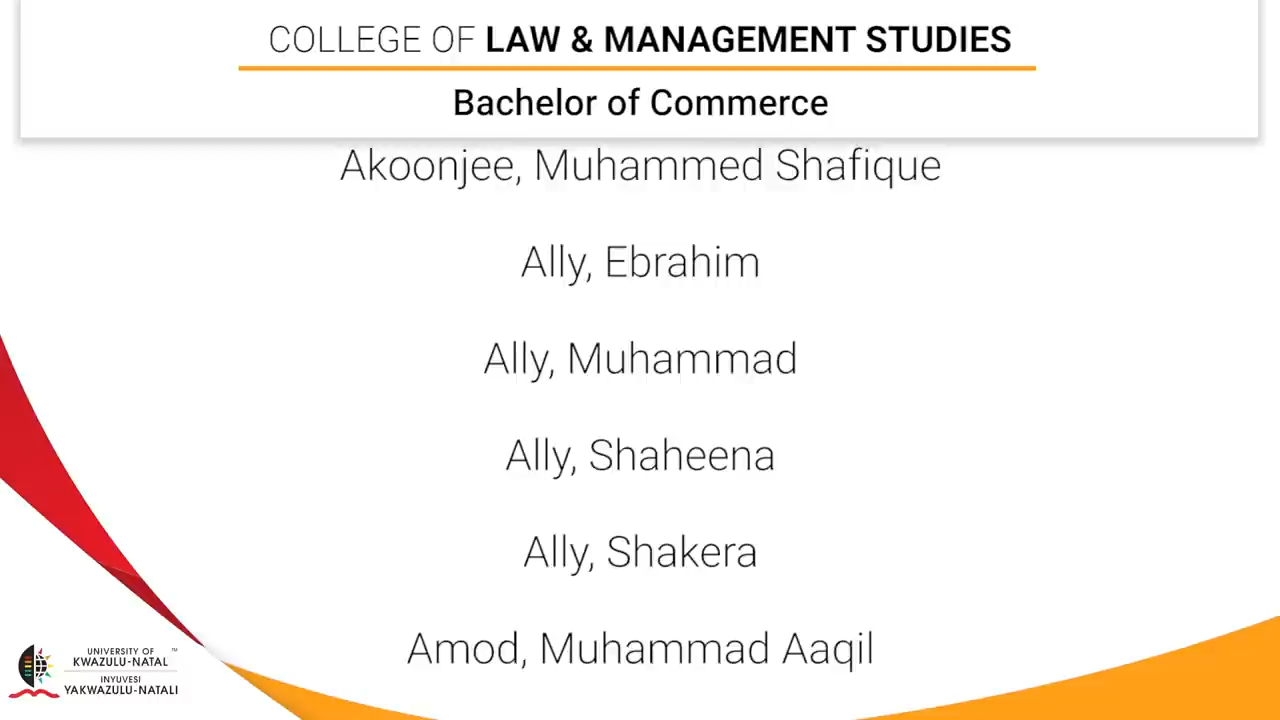 COLLEGE OF LAW & MANAGEMENT STUDIES
Bachelor of Commerce
Akoonjee, Muhammed Shafique
Ally, Ebrahim
Ally, Muhammad
Ally, Shaheena
Ally, Shakera
Amod, Muhammad Aaqil
UNIVERSITY OF ™
KWAZULU-NATAL
INYUVESI
YAKWAZULU-NATALI